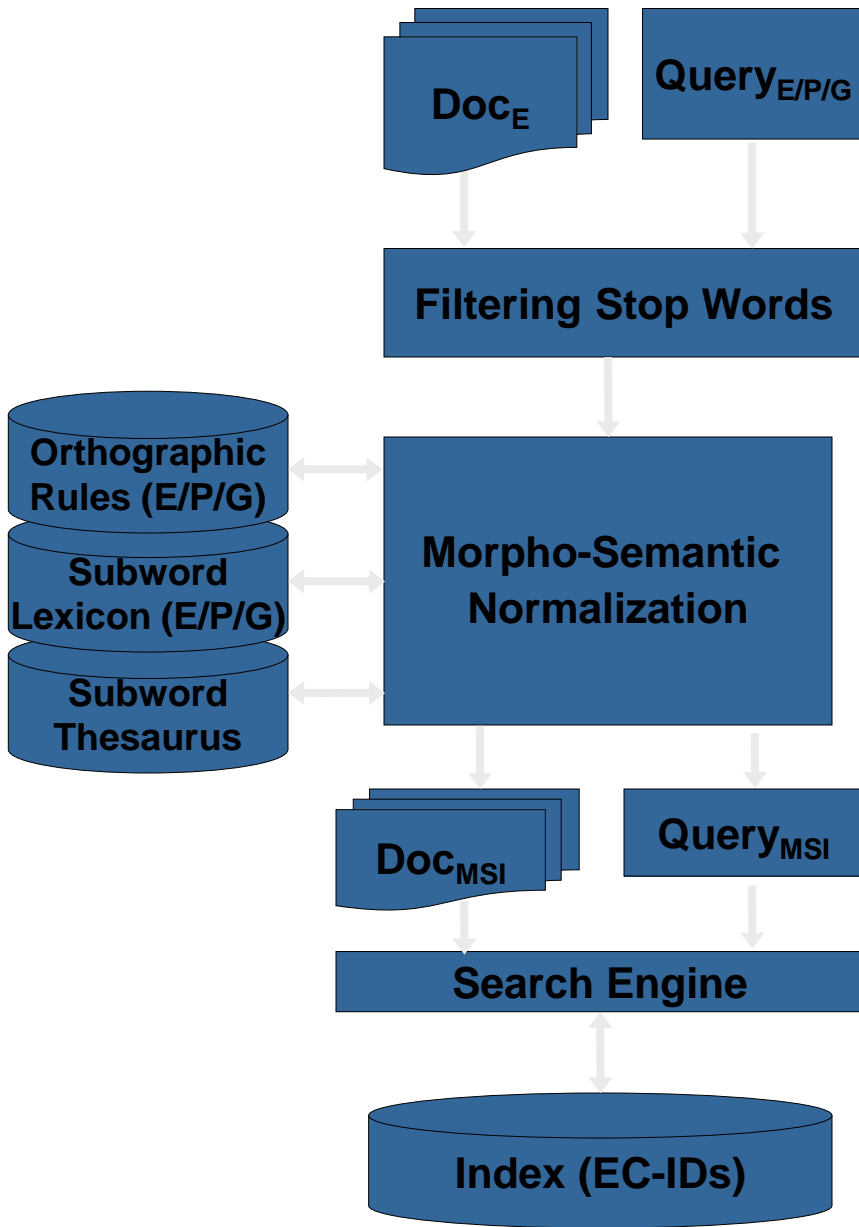 Doc_E
Query_E/P/G
Filtering Stop Words
Orthographic
Rules (E/P/G)
Subword
Lexicon (E/P/G)
Subword
Thesaurus
Morpho-Semantic
Normalization
Doc_MSI
Query_MSI
Search Engine
Index (EC-IDs)